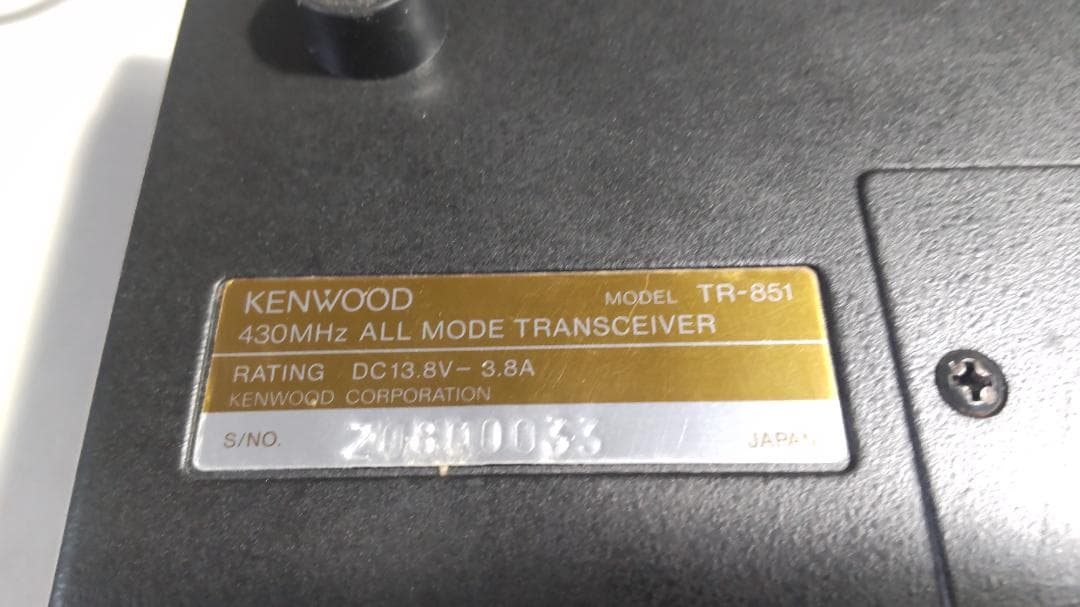 KENWOOD MODEL TR-851
430MHz ALL MODE TRANSCEIVER
RATING DC13.8V- 3.8A
KENWOOD CORPORATION
S/NO. JAPAN